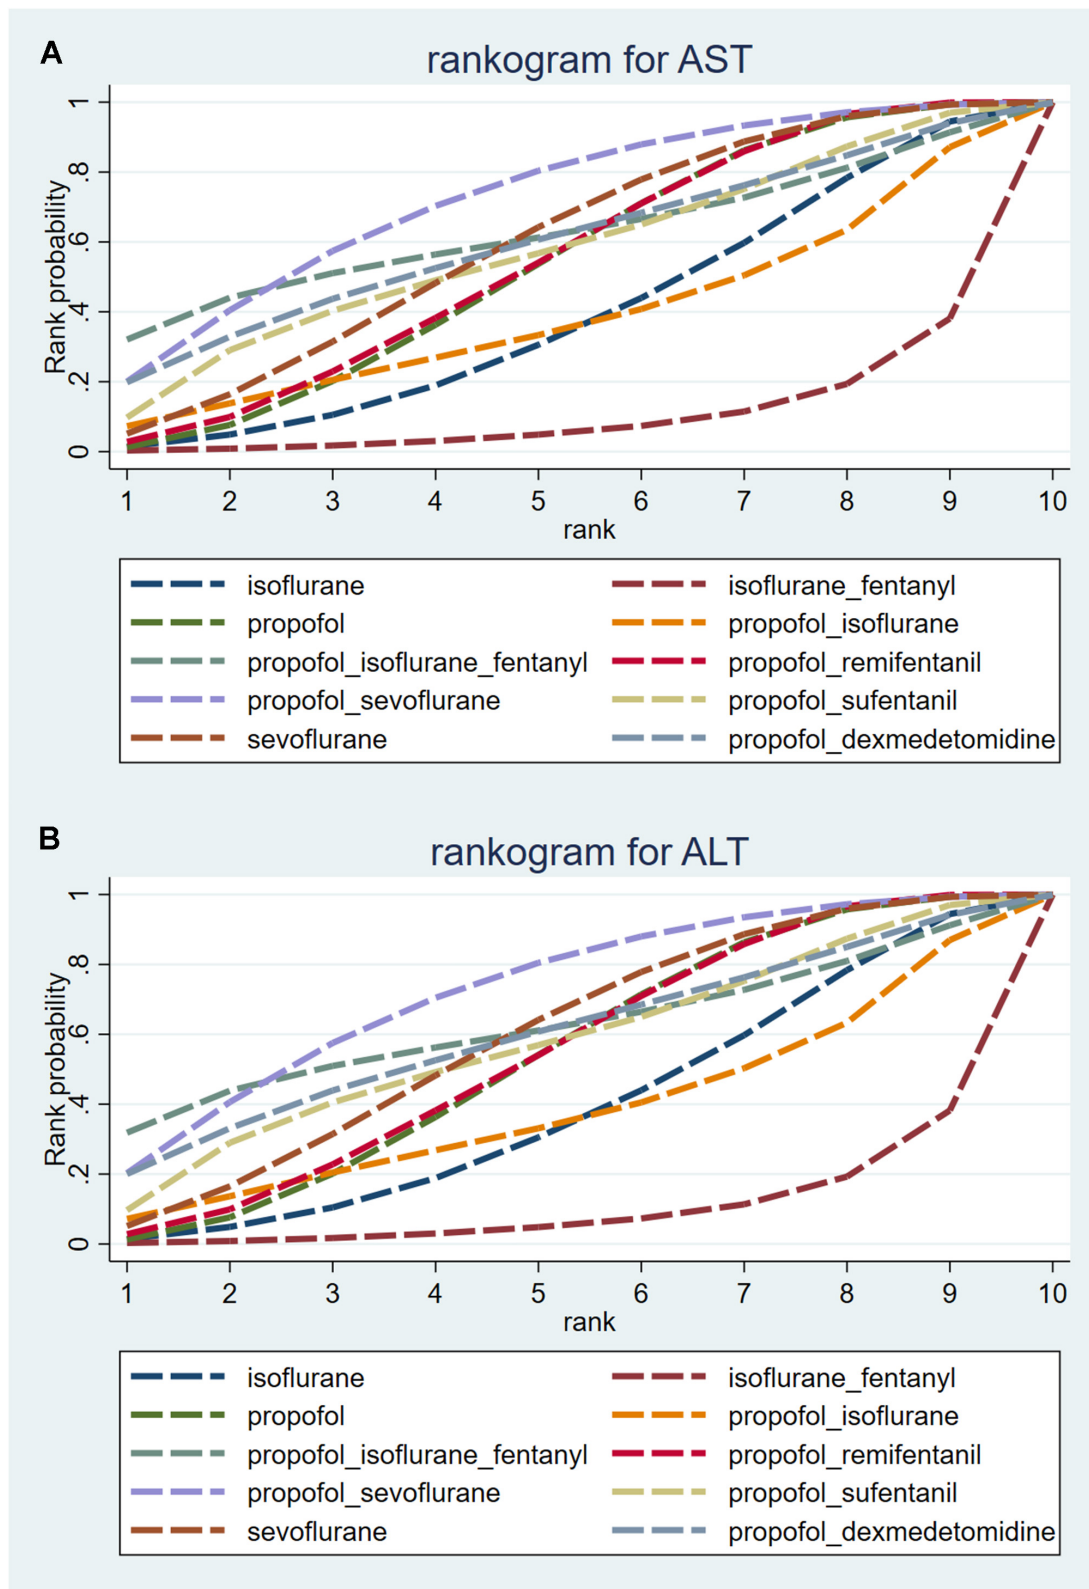 A
rankogram for AST
Rank probability
1
.8
.6
.4
.2
0
1 2 3 4 5 6 7 8 9 10
rank
isoflurane isoflurane_fentanyl
propofol propofol_isoflurane
propofol_isoflurane_fentanyl propofol_remifentanil
propofol_sevoflurane propofol_sufentanil
sevoflurane propofol_dexmedetomidine
B
rankogram for ALT
Rank probability
1
.8
.6
.4
.2
0
1 2 3 4 5 6 7 8 9 10
rank
isoflurane isoflurane_fentanyl
propofol propofol_isoflurane
propofol_isoflurane_fentanyl propofol_remifentanil
propofol_sevoflurane propofol_sufentanil
sevoflurane propofol_dexmedetomidine